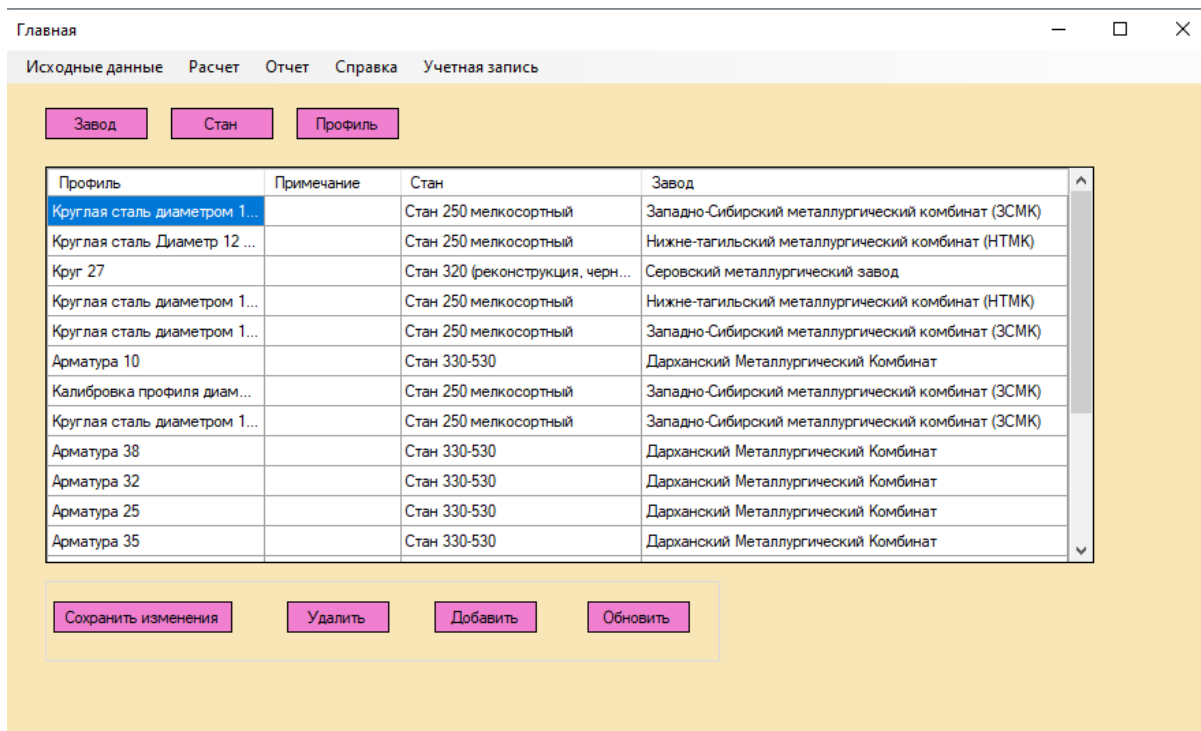 Главная
Исходные данные Расчет Отчет Справка Учетная запись
Завод Стан Профиль
Профиль Примечание Стан Завод
Круглая сталь диаметром 1... Стан 250 мелкосортный Западно-Сибирский металлургический комбинат (ЗСМК)
Круглая сталь Диаметр 12 ... Стан 250 мелкосортный Нижне-тагильский металлургический комбинат (НТМК)
Круг 27 Стан 320 (реконструкция, черн... Серовский металлургический завод
Круглая сталь диаметром 1... Стан 250 мелкосортный Нижне-тагильский металлургический комбинат (НТМК)
Круглая сталь диаметром 1... Стан 250 мелкосортный Западно-Сибирский металлургический комбинат (ЗСМК)
Арматура 10 Стан 330-530 Дарханский Металлургический Комбинат
Калибровка профиля диам... Стан 250 мелкосортный Западно-Сибирский металлургический комбинат (ЗСМК)
Круглая сталь диаметром 1... Стан 250 мелкосортный Западно-Сибирский металлургический комбинат (ЗСМК)
Арматура 38 Стан 330-530 Дарханский Металлургический Комбинат
Арматура 32 Стан 330-530 Дарханский Металлургический Комбинат
Арматура 25 Стан 330-530 Дарханский Металлургический Комбинат
Арматура 35 Стан 330-530 Дарханский Металлургический Комбинат
Сохранить изменения Удалить Добавить Обновить